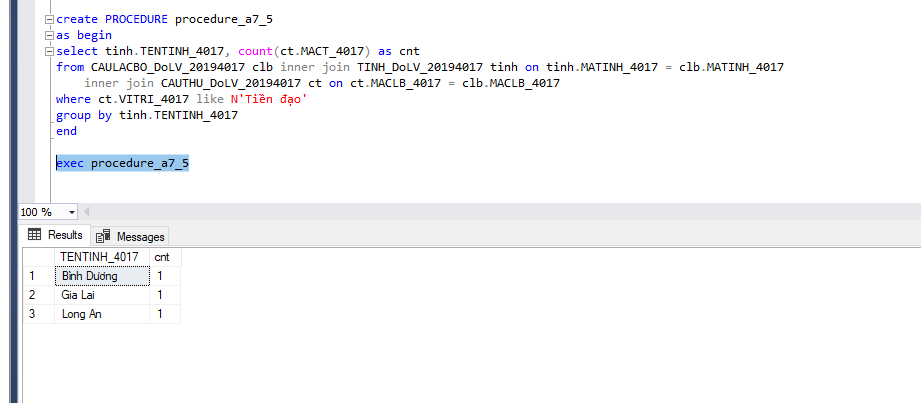 create PROCEDURE procedure_a7_5
as begin
select tinh.TENTINH_4017, count(ct.MACT_4017) as cnt
from CAULACBO_DoLV_20194017 clb inner join TINH_DoLV_20194017 tinh on tinh.MATINH_4017 = clb.MATINH_4017
inner join CAUTHU_DoLV_20194017 ct on ct.MACLB_4017 = clb.MACLB_4017
where ct.VITRI_4017 like N'Tiền đạo'
group by tinh.TENTINH_4017
end
exec procedure_a7_5
100 %
Results Messages
TENTINH_4017 cnt
1 Bình Dương 1
2 Gia Lai 1
3 Long An 1